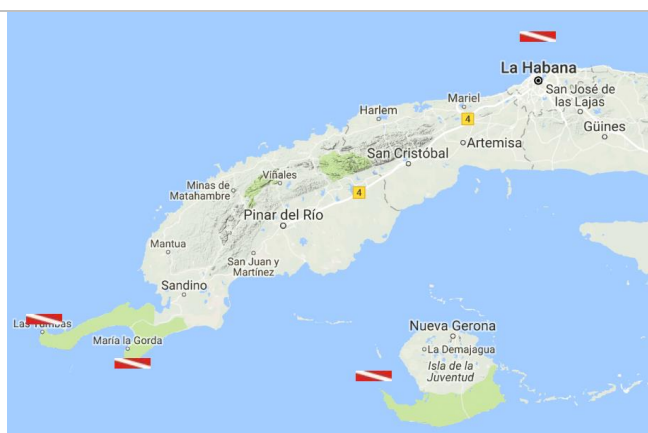 La Habana
San José de
las Lajas
Güines
Mariel
Harlem
4
Artemisa
San Cristóbal
Viñales
Minas de
Matahambre
4
Pinar del Río
Mantua
San Juan y
Martínez
Sandino
Las Tumbas
María la Gorda
Nueva Gerona
La Demajagua
Isla de la
Juventud